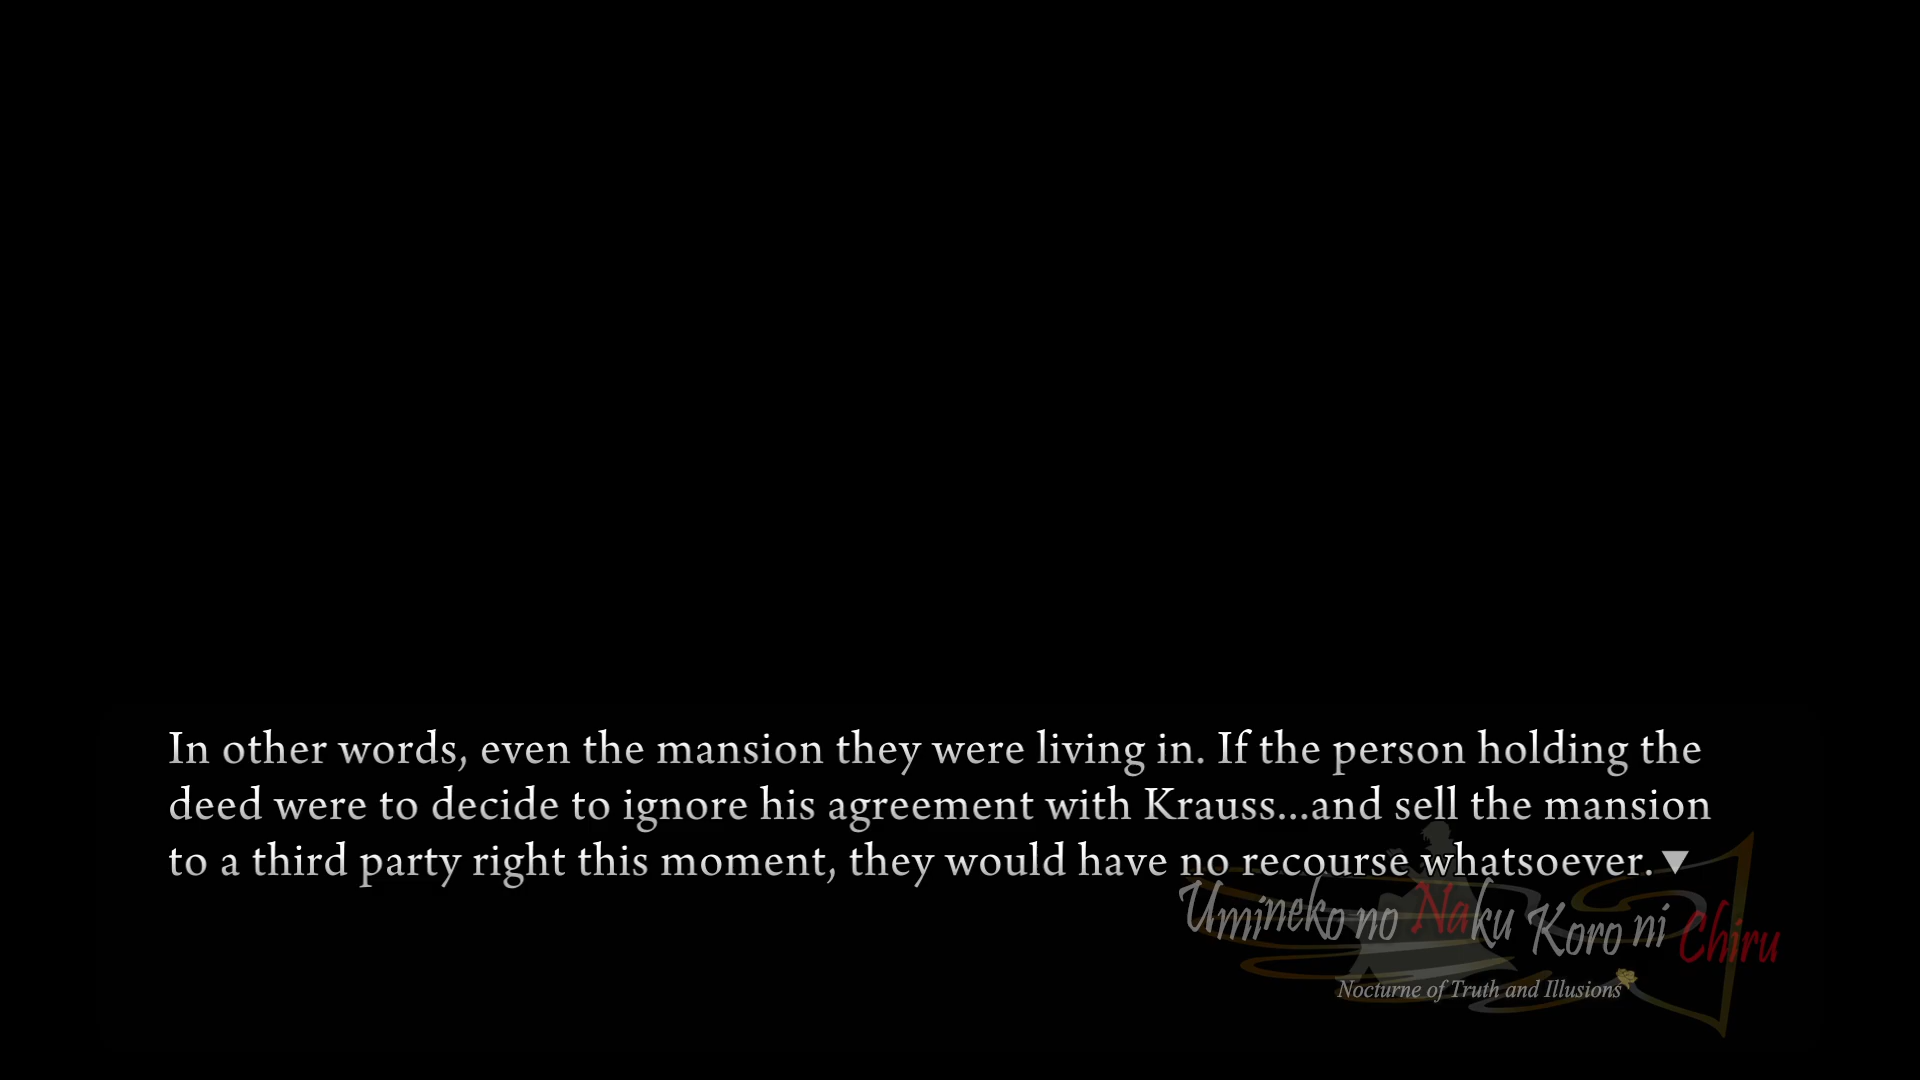 In other words, even the mansion they were living in. If the person holding the
deed were to decide to ignore his agreement with Krauss...and sell the mansion
to a third party right this moment, they would have no recourse whatsoever.
Umineko no Naku Koro ni Chiru
Nocturne of Truth and Illusions